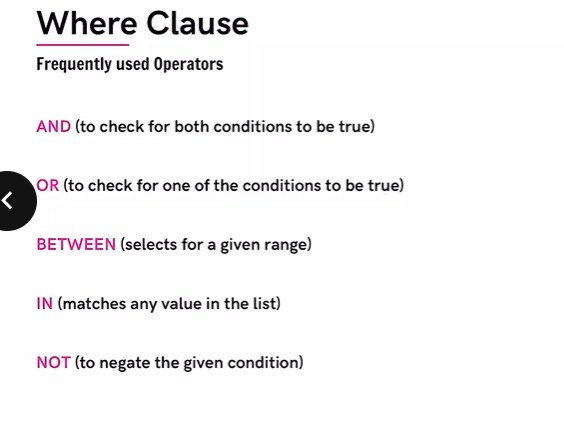 Where Clause
Frequently used Operators
AND (to check for both conditions to be true)
OR (to check for one of the conditions to be true)
BETWEEN (selects for a given range)
IN (matches any value in the list)
NOT (to negate the given condition)